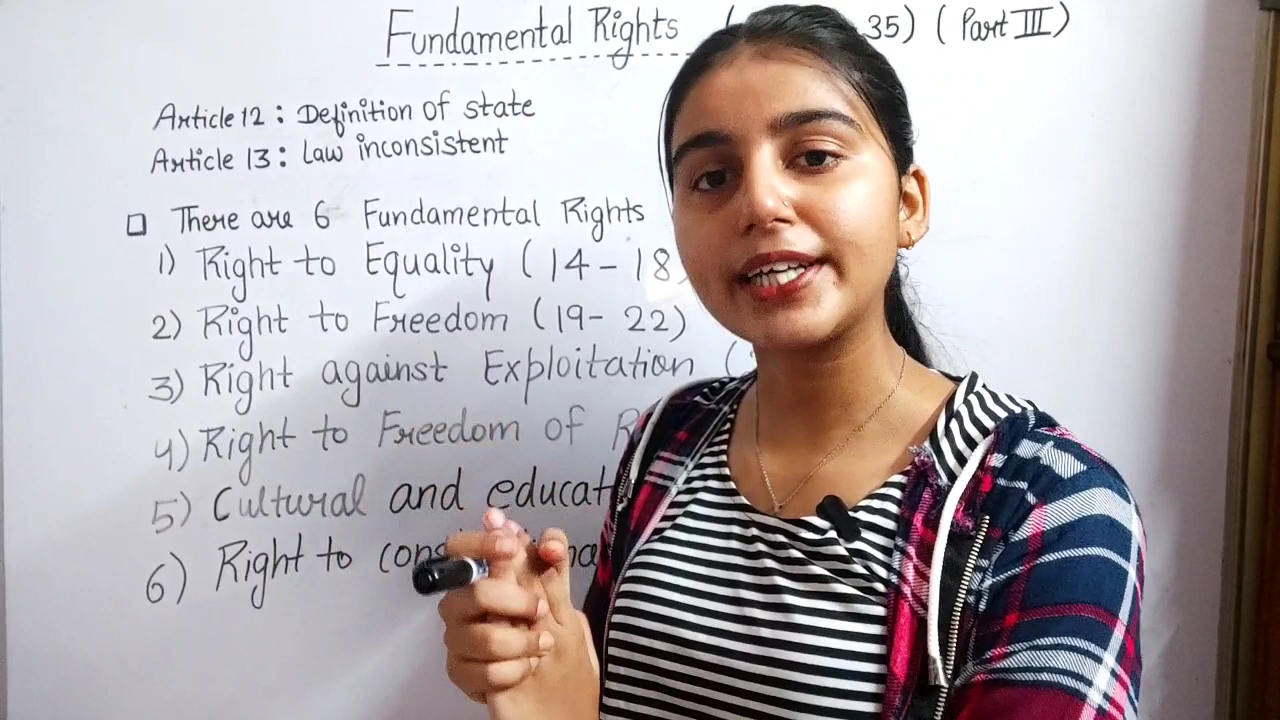 Fundamental Rights ( 35) ( Part III )
Article 12 : Definition of state
Article 13 : Law inconsistent
There are 6 Fundamental Rights
1) Right to Equality ( 14 - 18
2) Right to Freedom ( 19 - 22 )
3) Right against Exploitation (
4) Right to Freedom of
5) Cultural and
6) Right to